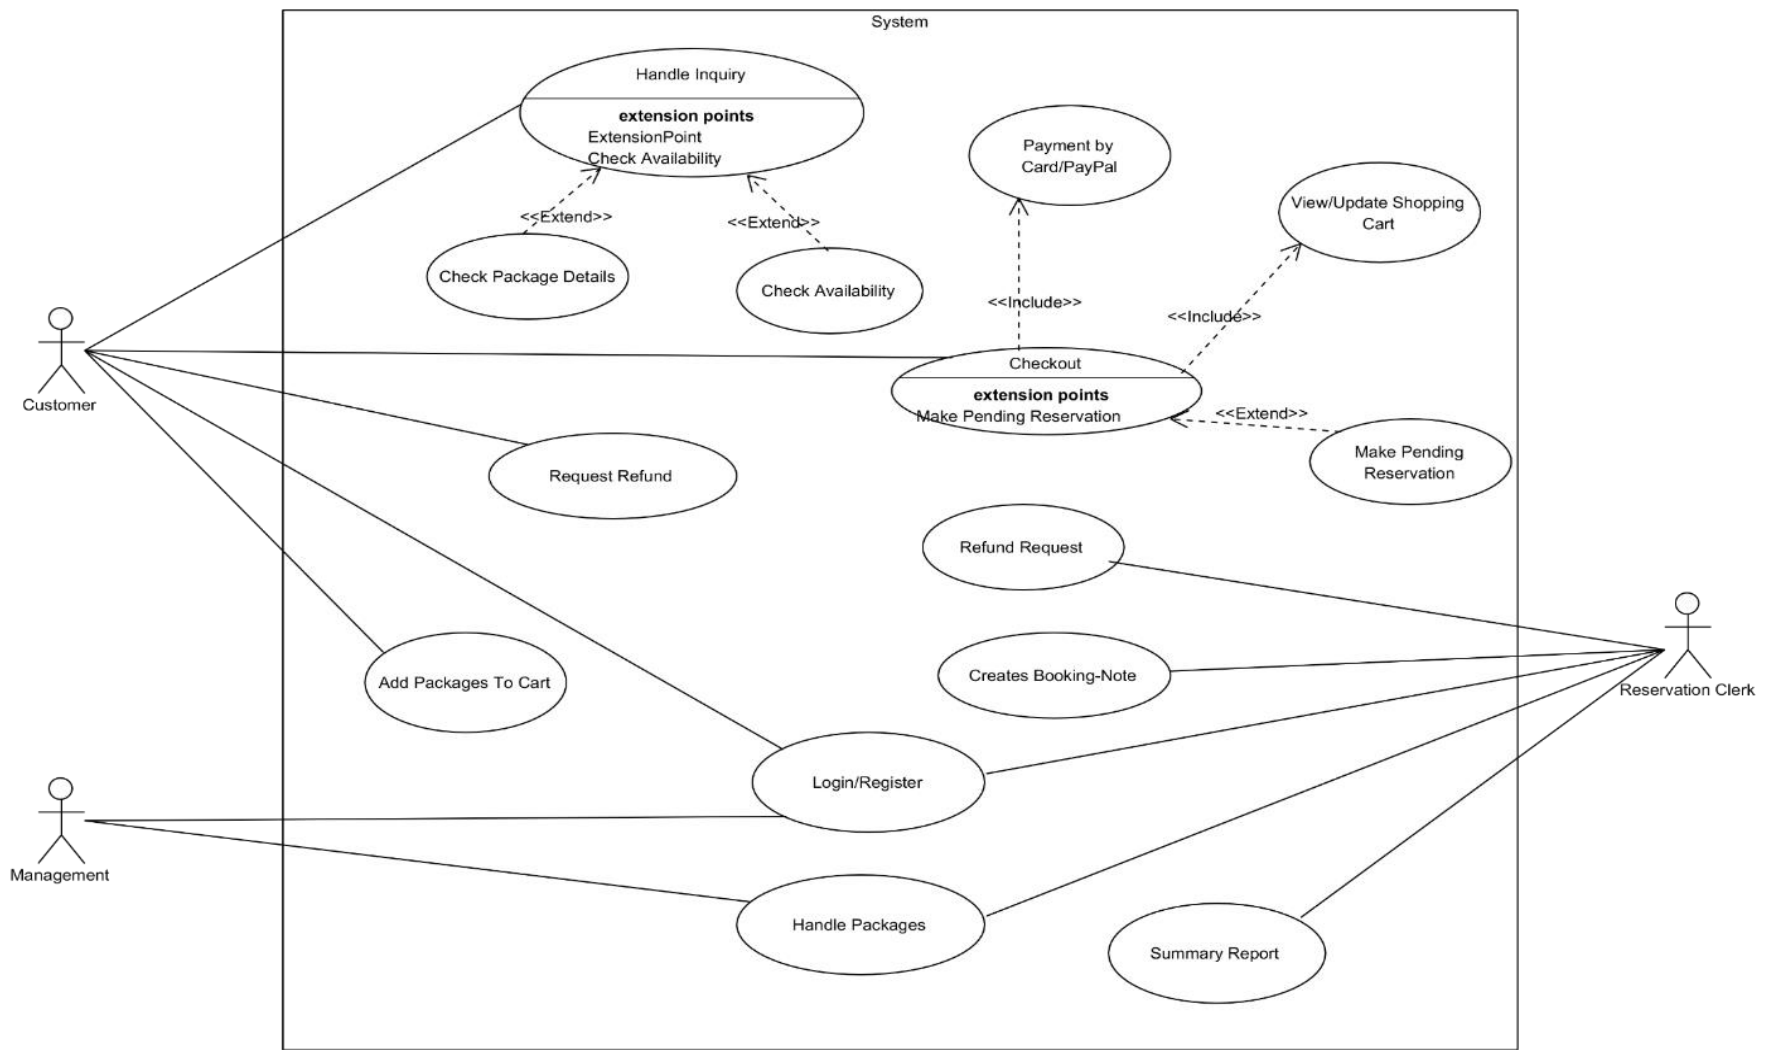 System
Handle Inquiry
extension points
ExtensionPoint
Check Availability
Payment by
Card/PayPal
View/Update Shopping
Cart
<<Extend>>
<<Extend>>
Check Package Details
Check Availability
<<Include>>
<<Include>>
Customer
Checkout
extension points
Make Pending Reservation
<<Extend>>
Make Pending
Reservation
Request Refund
Refund Request
Creates Booking-Note
Reservation Clerk
Add Packages To Cart
Login/Register
Management
Handle Packages
Summary Report